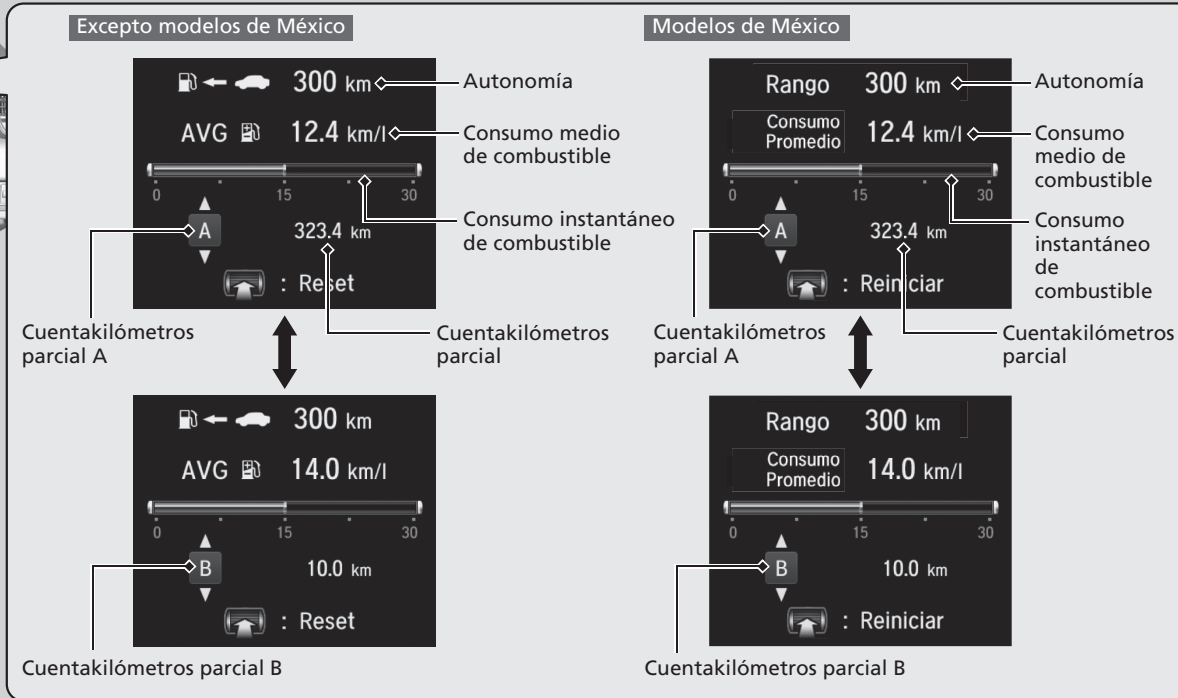 Excepto modelos de México
300 km
Autonomía
AVG 12.4 km/l
Consumo medio
de combustible
0 15 30
Consumo instantáneo
de combustible
A 323.4 km
: Reset
Cuentakilómetros
parcial A
Cuentakilómetros
parcial
300 km
AVG 14.0 km/l
0 15 30
B 10.0 km
: Reset
Cuentakilómetros parcial B
Modelos de México
Rango 300 km
Autonomía
Consumo
Promedio 12.4 km/l
Consumo
medio de
combustible
0 15 30
Consumo
instantáneo
de
combustible
A 323.4 km
: Reiniciar
Cuentakilómetros
parcial A
Cuentakilómetros
parcial
Rango 300 km
Consumo
Promedio 14.0 km/l
0 15 30
B 10.0 km
: Reiniciar
Cuentakilómetros parcial B